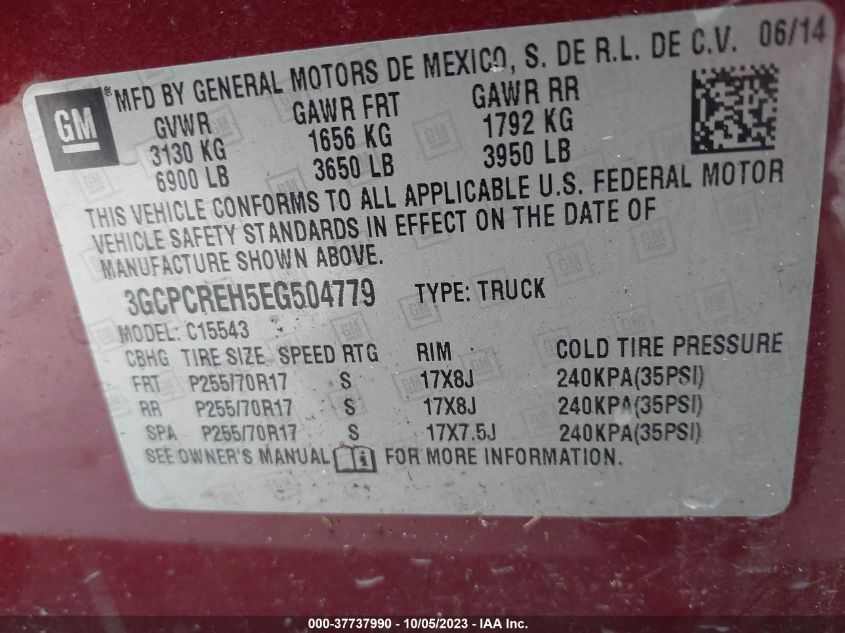 MFD BY GENERAL MOTORS DE MEXICO, S. DE R.L. DE C.V. 06/14
GM
GVWR GAWR FRT GAWR RR
3130 KG 1656 KG 1792 KG
6900 LB 3650 LB 3950 LB
THIS VEHICLE CONFORMS TO ALL APPLICABLE U.S. FEDERAL MOTOR
VEHICLE SAFETY STANDARDS IN EFFECT ON THE DATE OF
MANUFACTURE SHOWN ABOVE.
3GCPCREH5EG504779 TYPE: TRUCK
MODEL: C15543
CBHG TIRE SIZE SPEED RTG RIM COLD TIRE PRESSURE
FRT P255/70R17 S 17X8J 240KPA(35PSI)
RR P255/70R17 S 17X8J 240KPA(35PSI)
SPA P255/70R17 S 17X7.5J 240KPA(35PSI)
SEE OWNER'S MANUAL FOR MORE INFORMATION.
000-37737990 - 10/05/2023 - IAA Inc.